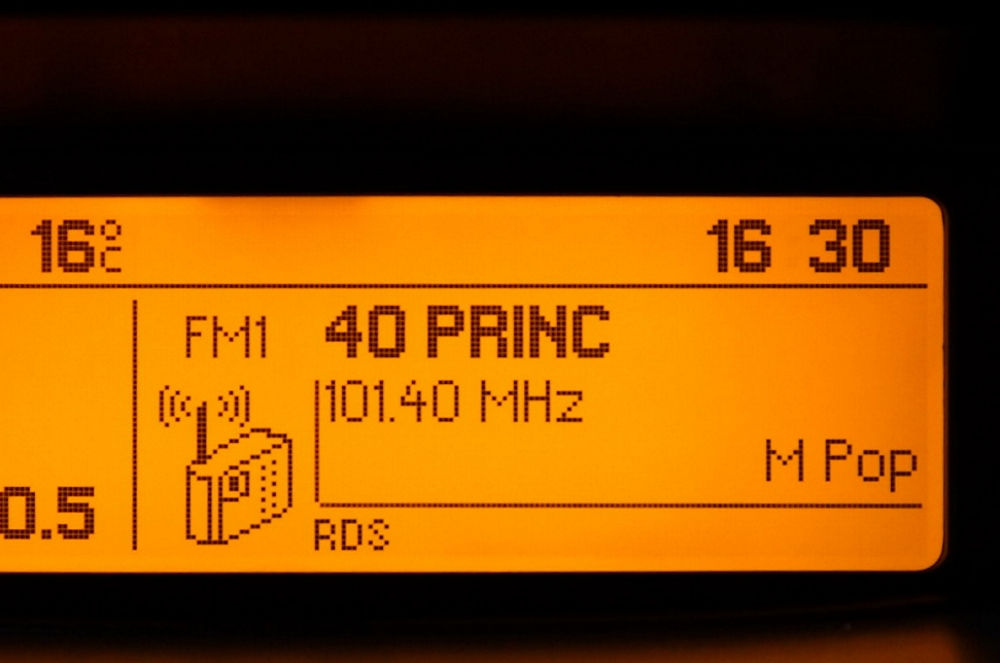 16°C
16 30
FM1
40 PRINC
101.40 MHz
M Pop
0.5
RDS